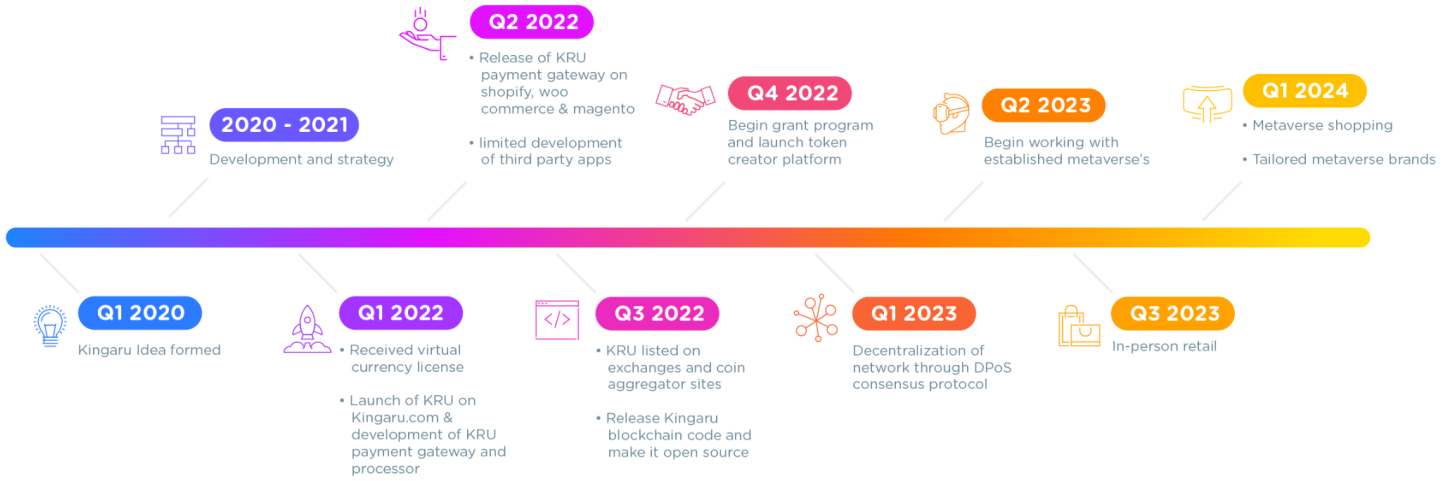 Q2 2022
• Release of KRU
payment gateway on
shopify, woo
commerce & magento
• limited development
of third party apps
Q4 2022
Begin grant program
and launch token
creator platform
Q2 2023
Begin working with
established metaverse's
Q1 2024
• Metaverse shopping
• Tailored metaverse brands
2020 - 2021
Development and strategy
Q1 2020
Kingaru Idea formed
Q1 2022
• Received virtual
currency license
• Launch of KRU on
Kingaru.com &
development of KRU
payment gateway and
processor
Q3 2022
• KRU listed on
exchanges and coin
aggregator sites
• Release Kingaru
blockchain code and
make it open source
Q1 2023
Decentralization of
network through DPoS
consensus protocol
Q3 2023
In-person retail